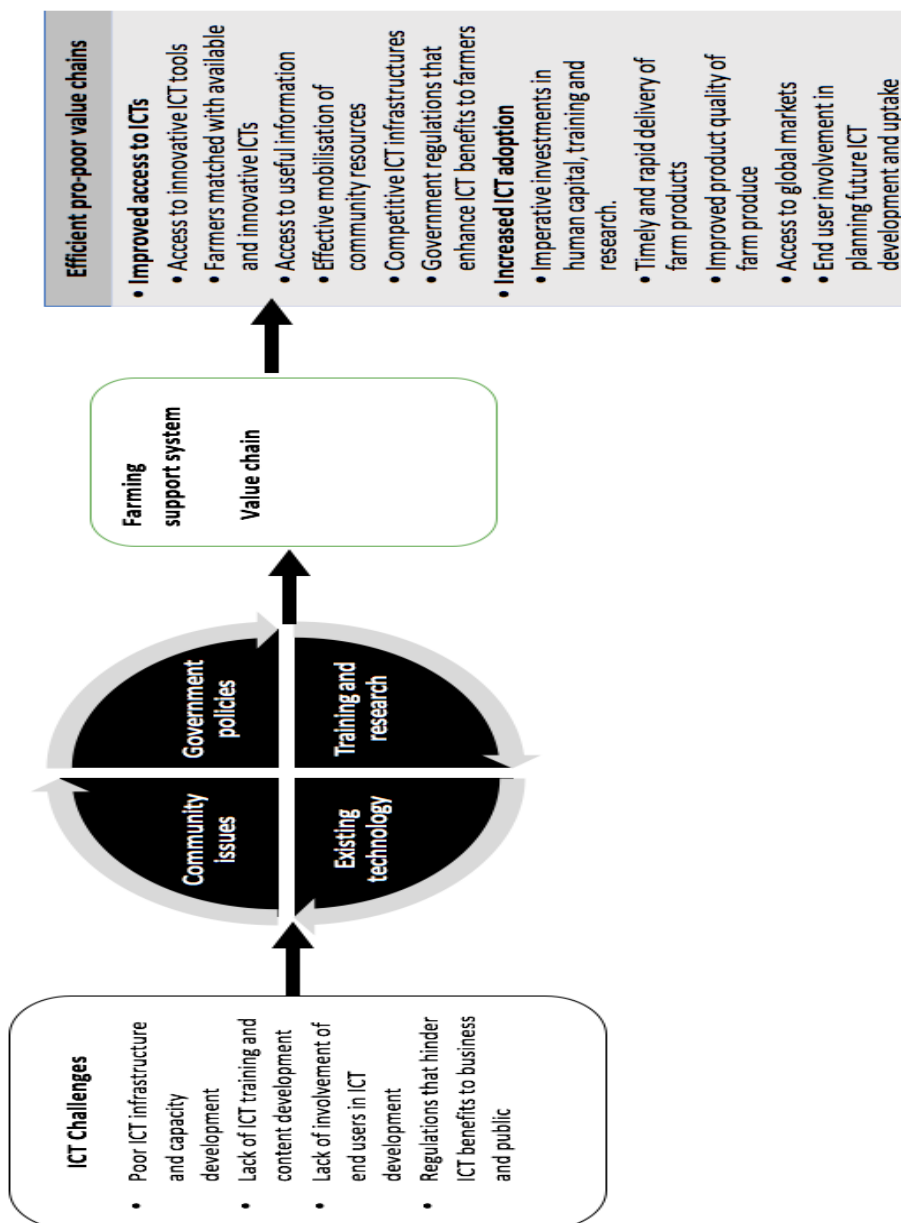 ICT Challenges
• Poor ICT infrastructure
and capacity
development
• Lack of ICT training and
content development
• Lack of involvement of
end users in ICT
development
• Regulations that hinder
ICT benefits to business
and public
Community
issues
Government
policies
Existing
technology
Training and
research
Farming
support system
Value chain
Efficient pro-poor value chains
• Improved access to ICTs
• Access to innovative ICT tools
• Farmers matched with available
and innovative ICTs
• Access to useful information
• Effective mobilisation of
community resources
• Competitive ICT infrastructures
• Government regulations that
enhance ICT benefits to farmers
• Increased ICT adoption
• Imperative investments in
human capital, training and
research.
• Timely and rapid delivery of
farm products
• Improved product quality of
farm produce
• Access to global markets
• End user involvement in
planning future ICT
development and uptake